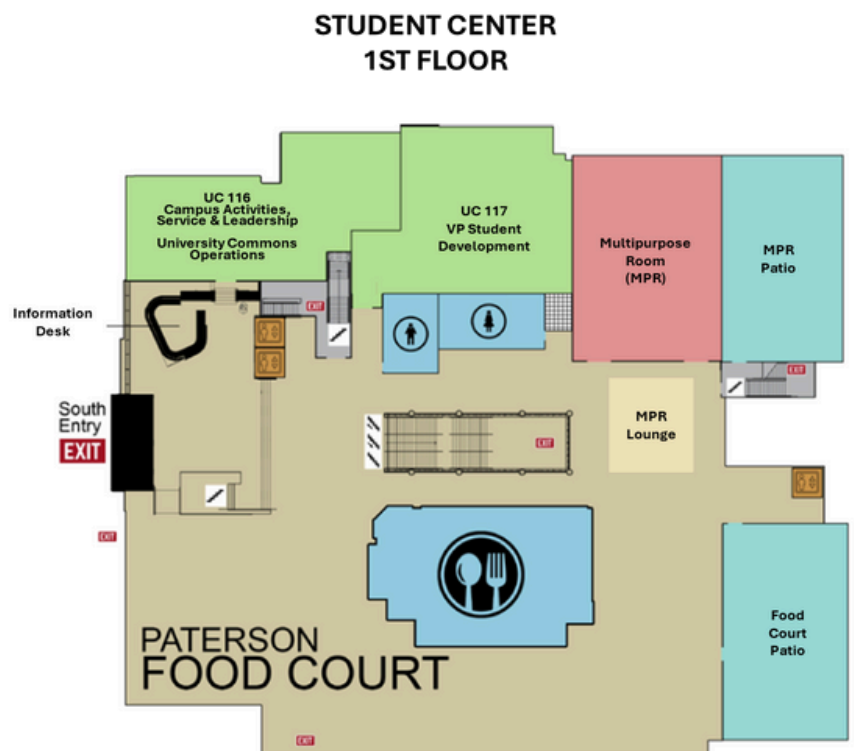 STUDENT CENTER
1ST FLOOR
UC 116
Campus Activities,
Service & Leadership
University Commons
Operations
UC 117
VP Student
Development
Multipurpose
Room
(MPR)
MPR
Patio
Information
Desk
EXIT
EXIT
South
Entry
EXIT
MPR
Lounge
EXIT
EXIT
PATERSON
FOOD COURT
Food
Court
Patio
EXIT